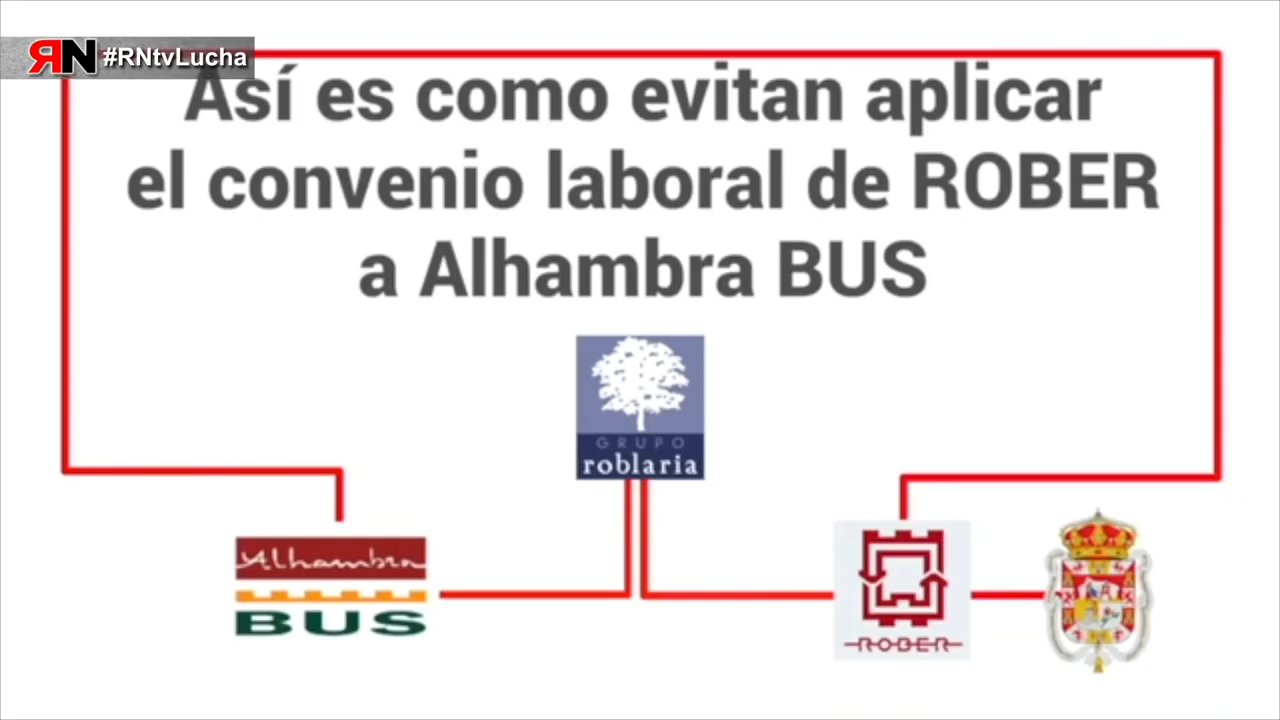 RN #RNtvLucha
Así es como evitan aplicar
el convenio laboral de ROBER
a Alhambra BUS
GRUPO
roblaria
Alhambra
BUS
ROBER